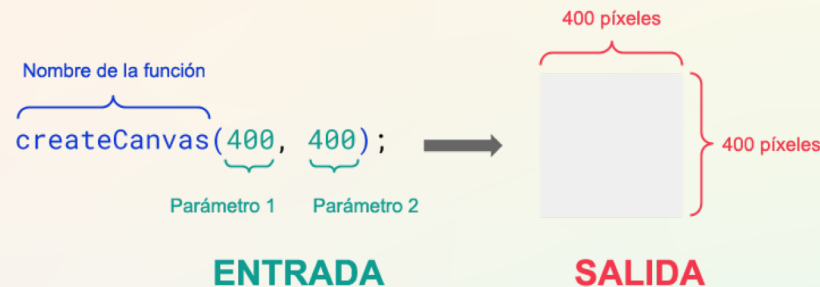 400 píxeles
Nombre de la función
createCanvas(400, 400);
400 píxeles
Parámetro 1
Parámetro 2
ENTRADA
SALIDA